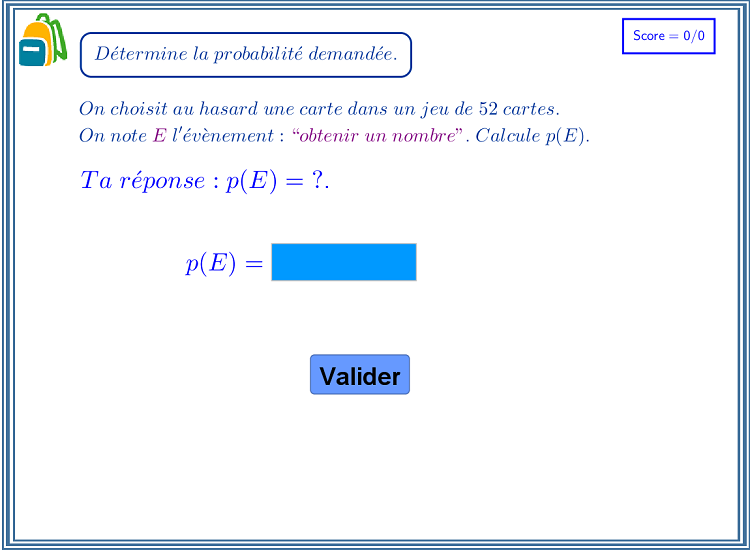 Score = 0/0
Détermine la probabilité demandée.
On choisit au hasard une carte dans un jeu de 52 cartes.
On note E l'évènement : “obtenir un nombre”. Calcule p(E).
Ta réponse : p(E) = ?.
p(E) =
Valider